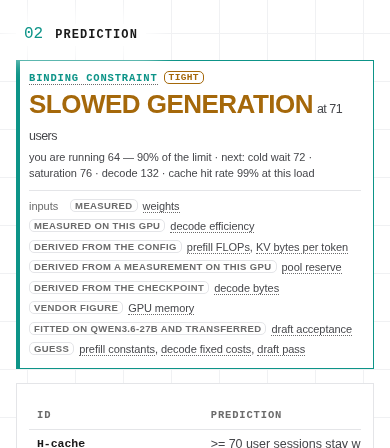 02 PREDICTION
BINDING CONSTRAINT TIGHT
SLOWED GENERATION at 71
users
you are running 64 — 90% of the limit · next: cold wait 72 ·
saturation 76 · decode 132 · cache hit rate 99% at this load
inputs MEASURED weights
MEASURED ON THIS GPU decode efficiency
DERIVED FROM THE CONFIG prefill FLOPs, KV bytes per token
DERIVED FROM A MEASUREMENT ON THIS GPU pool reserve
DERIVED FROM THE CHECKPOINT decode bytes
VENDOR FIGURE GPU memory
FITTED ON QWEN3.6-27B AND TRANSFERRED draft acceptance
GUESS prefill constants, decode fixed costs, draft pass
ID PREDICTION
H-cache >= 70 user sessions stay w